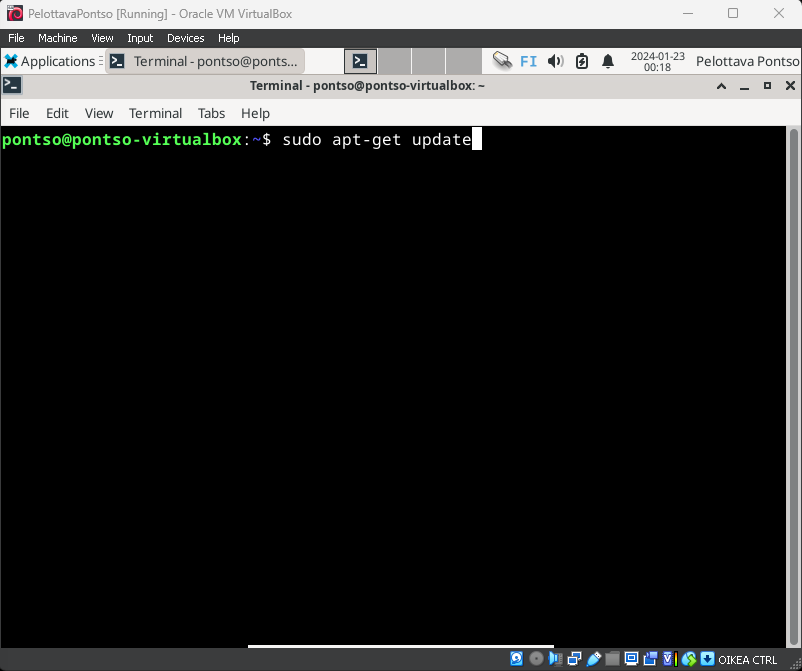 PelottavaPontso [Running] - Oracle VM VirtualBox
File Machine View Input Devices Help
Applications Terminal - pontso@ponts... FI 2024-01-23 00:18 Pelottava Pontso
Terminal - pontso@pontso-virtualbox: ~
File Edit View Terminal Tabs Help
pontso@pontso-virtualbox:~$ sudo apt-get update
OIKEA CTRL